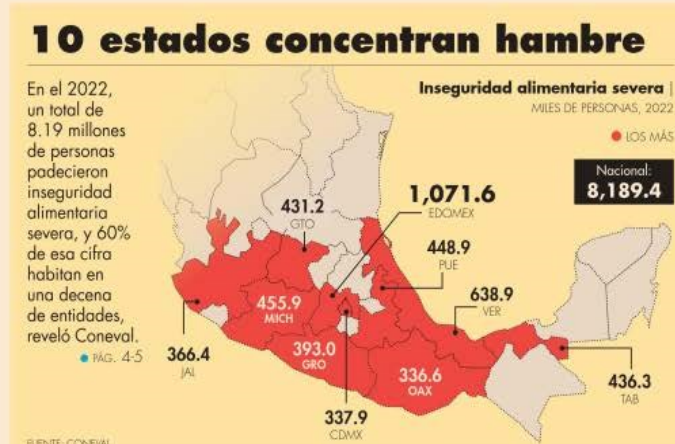 10 estados concentran hambre
En el 2022,
un total de
8.19 millones
de personas
padecieron
inseguridad
alimentaria
severa, y 60%
de esa cifra
habitan en
una decena
de entidades,
reveló Coneval.
PÁG. 4-5
Inseguridad alimentaria severa |
MILES DE PERSONAS, 2022
LOS MÁS
Nacional:
8,189.4
431.2
GTO
1,071.6
EDOMEX
448.9
PUE
638.9
VER
455.9
MICH
366.4
JAL
393.0
GRO
336.6
OAX
436.3
TAB
337.9
CDMX
FUENTE: CONEVAL